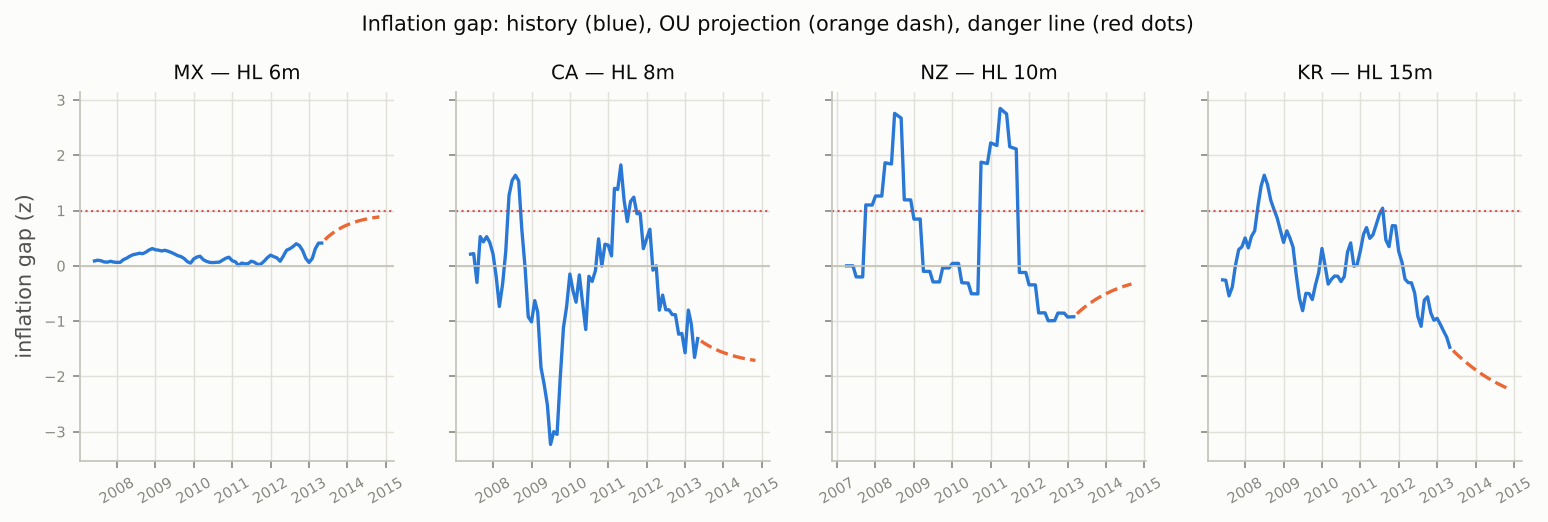 Inflation gap: history (blue), OU projection (orange dash), danger line (red dots)
MX — HL 6m
CA — HL 8m
NZ — HL 10m
KR — HL 15m
inflation gap (z)
3
2
1
0
−1
−2
−3
2008 2009 2010 2011 2012 2013 2014 2015
2008 2009 2010 2011 2012 2013 2014 2015
2007 2008 2009 2010 2011 2012 2013 2014 2015
2008 2009 2010 2011 2012 2013 2014 2015